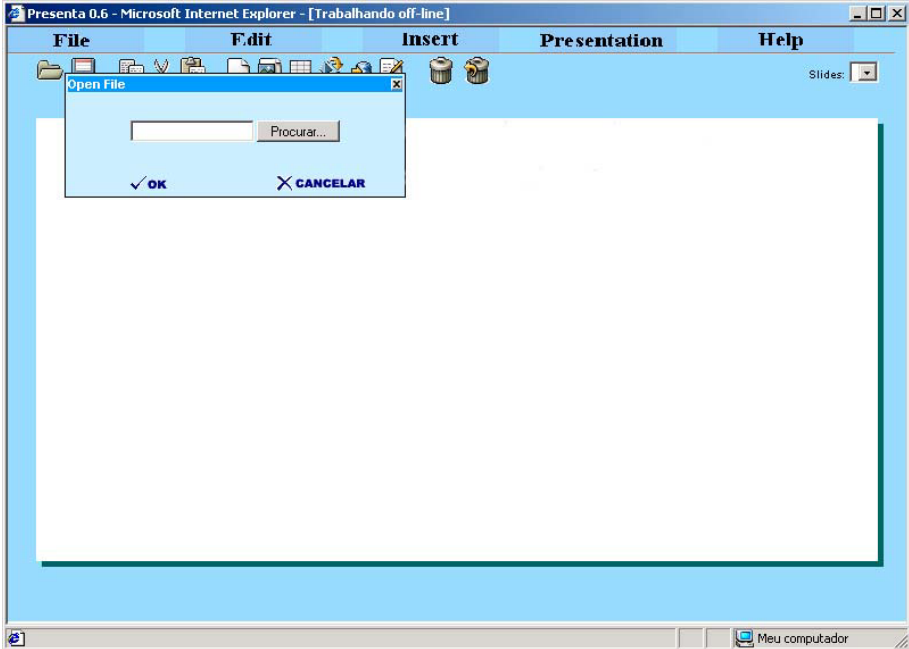 Presenta 0.6 - Microsoft Internet Explorer - [Trabalhando off-line]
File Edit Insert Presentation Help
Slides:
Open File
Procurar...
OK CANCELAR
Meu computador